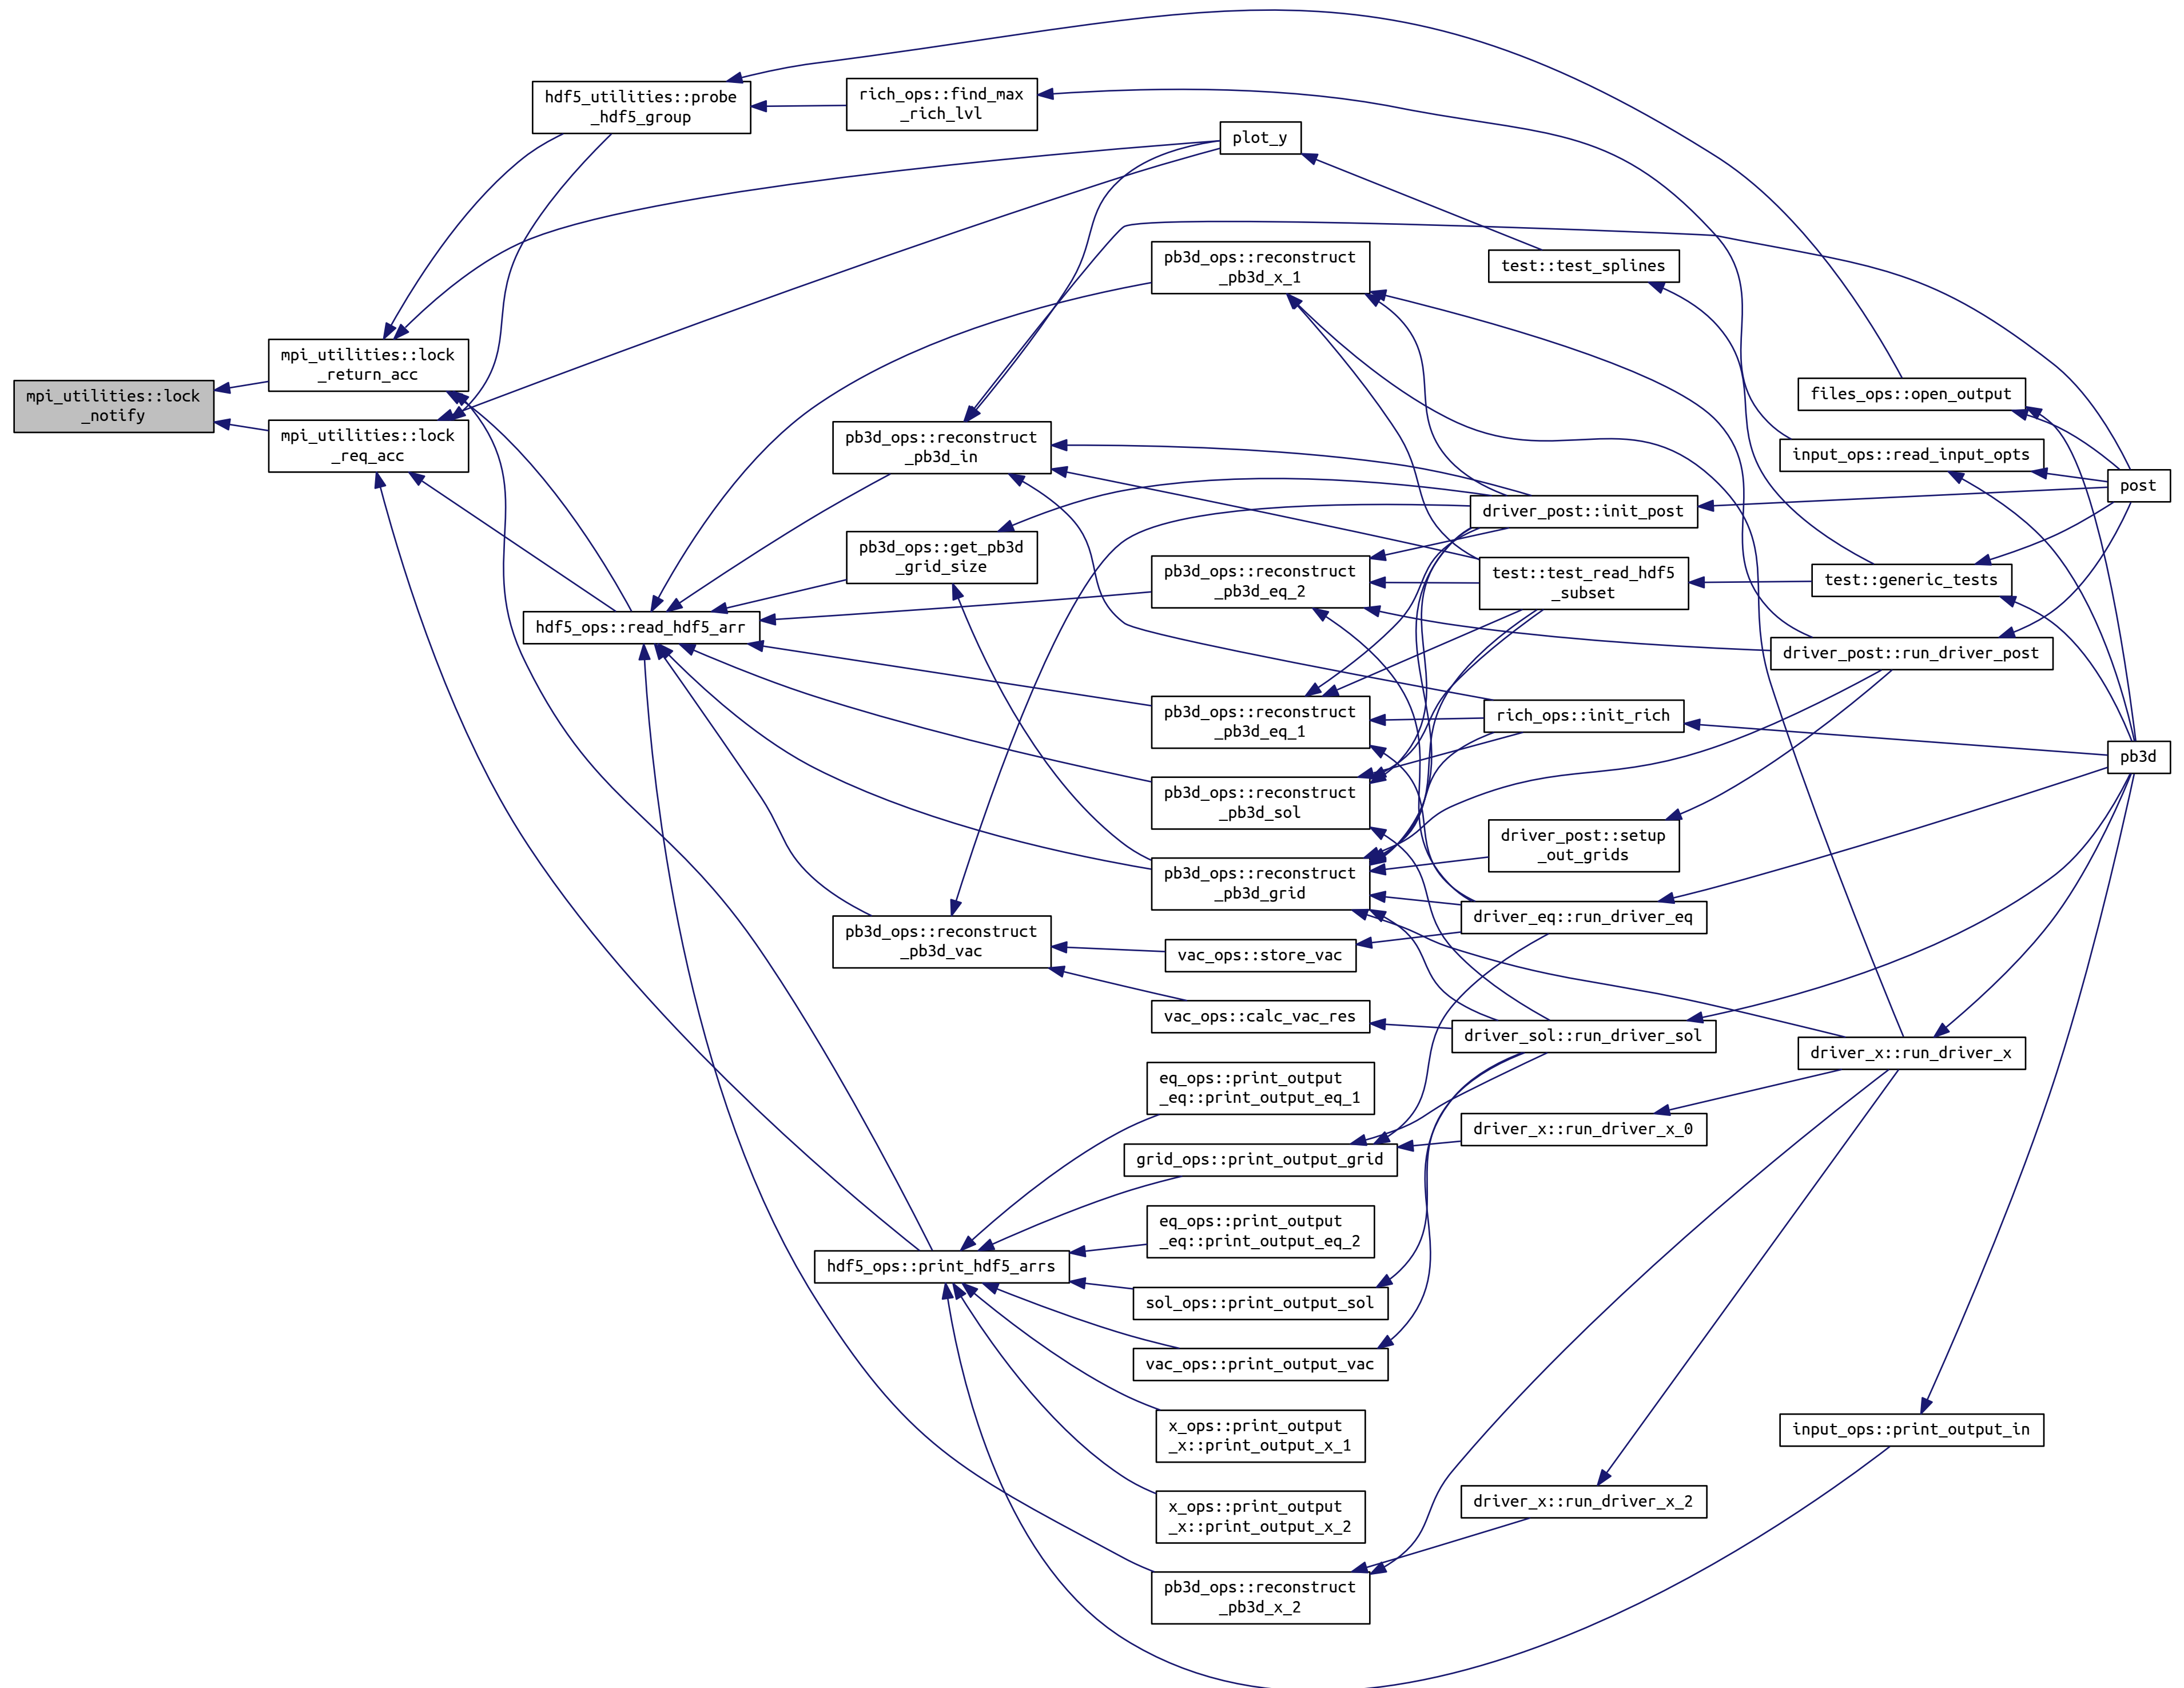 mpi_utilities::lock
_notify
mpi_utilities::lock
_return_acc
mpi_utilities::lock
_req_acc
hdf5_utilities::probe
_hdf5_group
hdf5_ops::read_hdf5_arr
rich_ops::find_max
_rich_lvl
pb3d_ops::reconstruct
_pb3d_in
pb3d_ops::get_pb3d
_grid_size
pb3d_ops::reconstruct
_pb3d_vac
hdf5_ops::print_hdf5_arrs
plot_y
pb3d_ops::reconstruct
_pb3d_x_1
pb3d_ops::reconstruct
_pb3d_eq_2
pb3d_ops::reconstruct
_pb3d_eq_1
pb3d_ops::reconstruct
_pb3d_sol
pb3d_ops::reconstruct
_pb3d_grid
vac_ops::store_vac
vac_ops::calc_vac_res
eq_ops::print_output
_eq::print_output_eq_1
grid_ops::print_output_grid
eq_ops::print_output
_eq::print_output_eq_2
sol_ops::print_output_sol
vac_ops::print_output_vac
x_ops::print_output
_x::print_output_x_1
x_ops::print_output
_x::print_output_x_2
pb3d_ops::reconstruct
_pb3d_x_2
test::test_splines
driver_post::init_post
test::test_read_hdf5
_subset
rich_ops::init_rich
driver_post::setup
_out_grids
driver_eq::run_driver_eq
driver_sol::run_driver_sol
driver_x::run_driver_x_0
driver_x::run_driver_x_2
files_ops::open_output
input_ops::read_input_opts
test::generic_tests
driver_post::run_driver_post
driver_x::run_driver_x
input_ops::print_output_in
post
pb3d